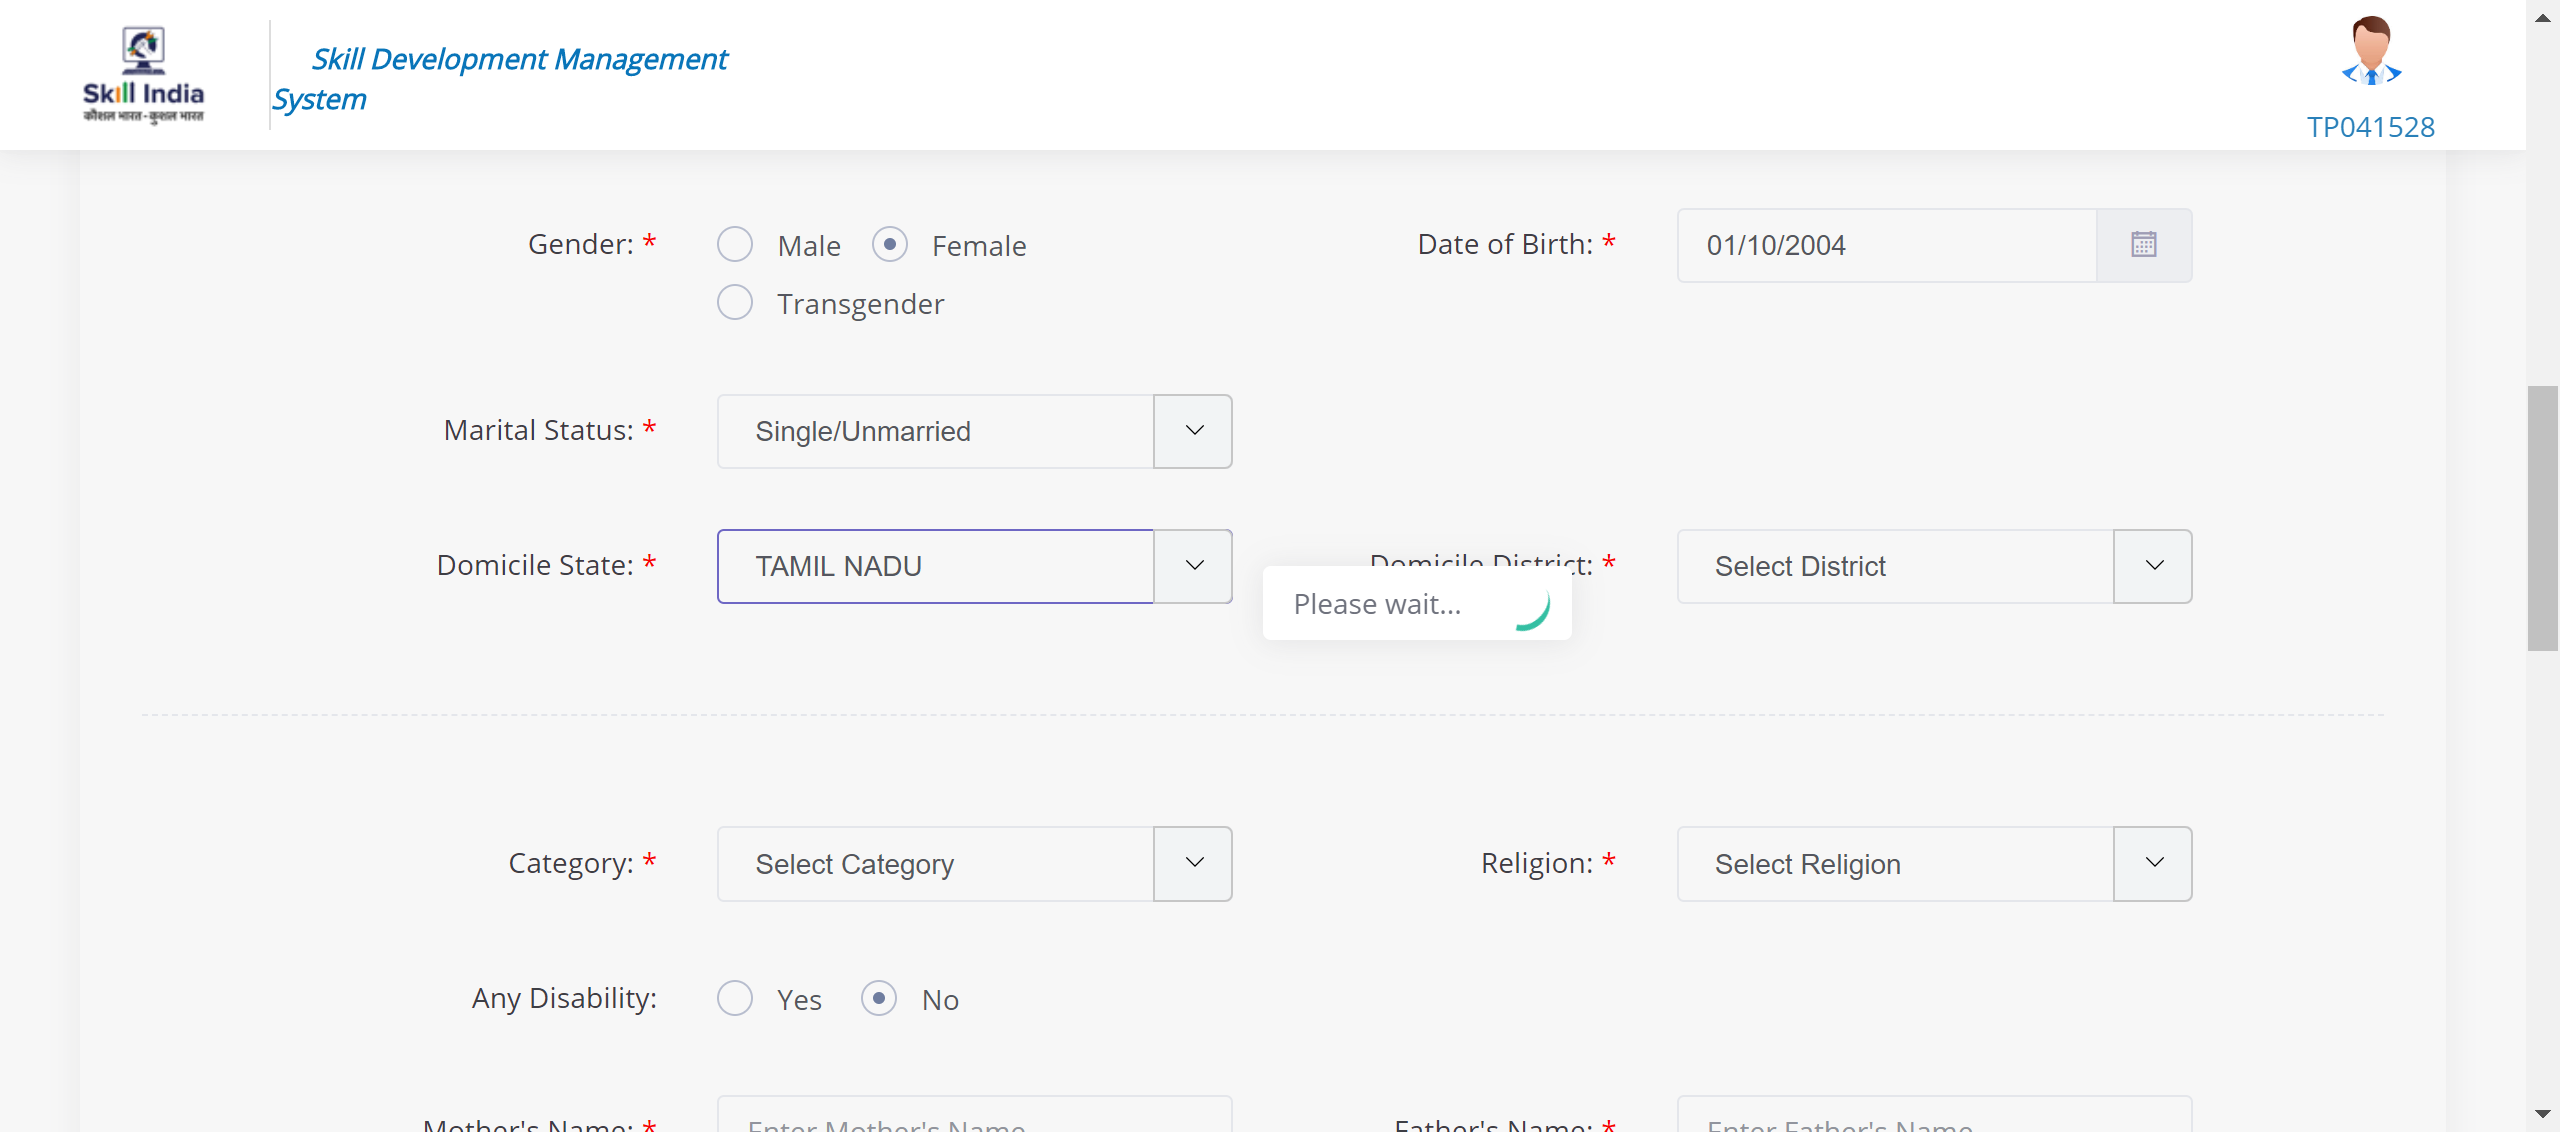 Skill India
कौशल भारत - कुशल भारत
Skill Development Management
System
TP041528
Gender: *
Male
Female
Transgender
Date of Birth: *
01/10/2004
Marital Status: *
Single/Unmarried
Domicile State: *
TAMIL NADU
Domicile District: *
Select District
Please wait...
Category: *
Select Category
Religion: *
Select Religion
Any Disability:
Yes
No
Mother's Name: *
Enter Mother's Name
Father's Name: *
Enter Father's Name